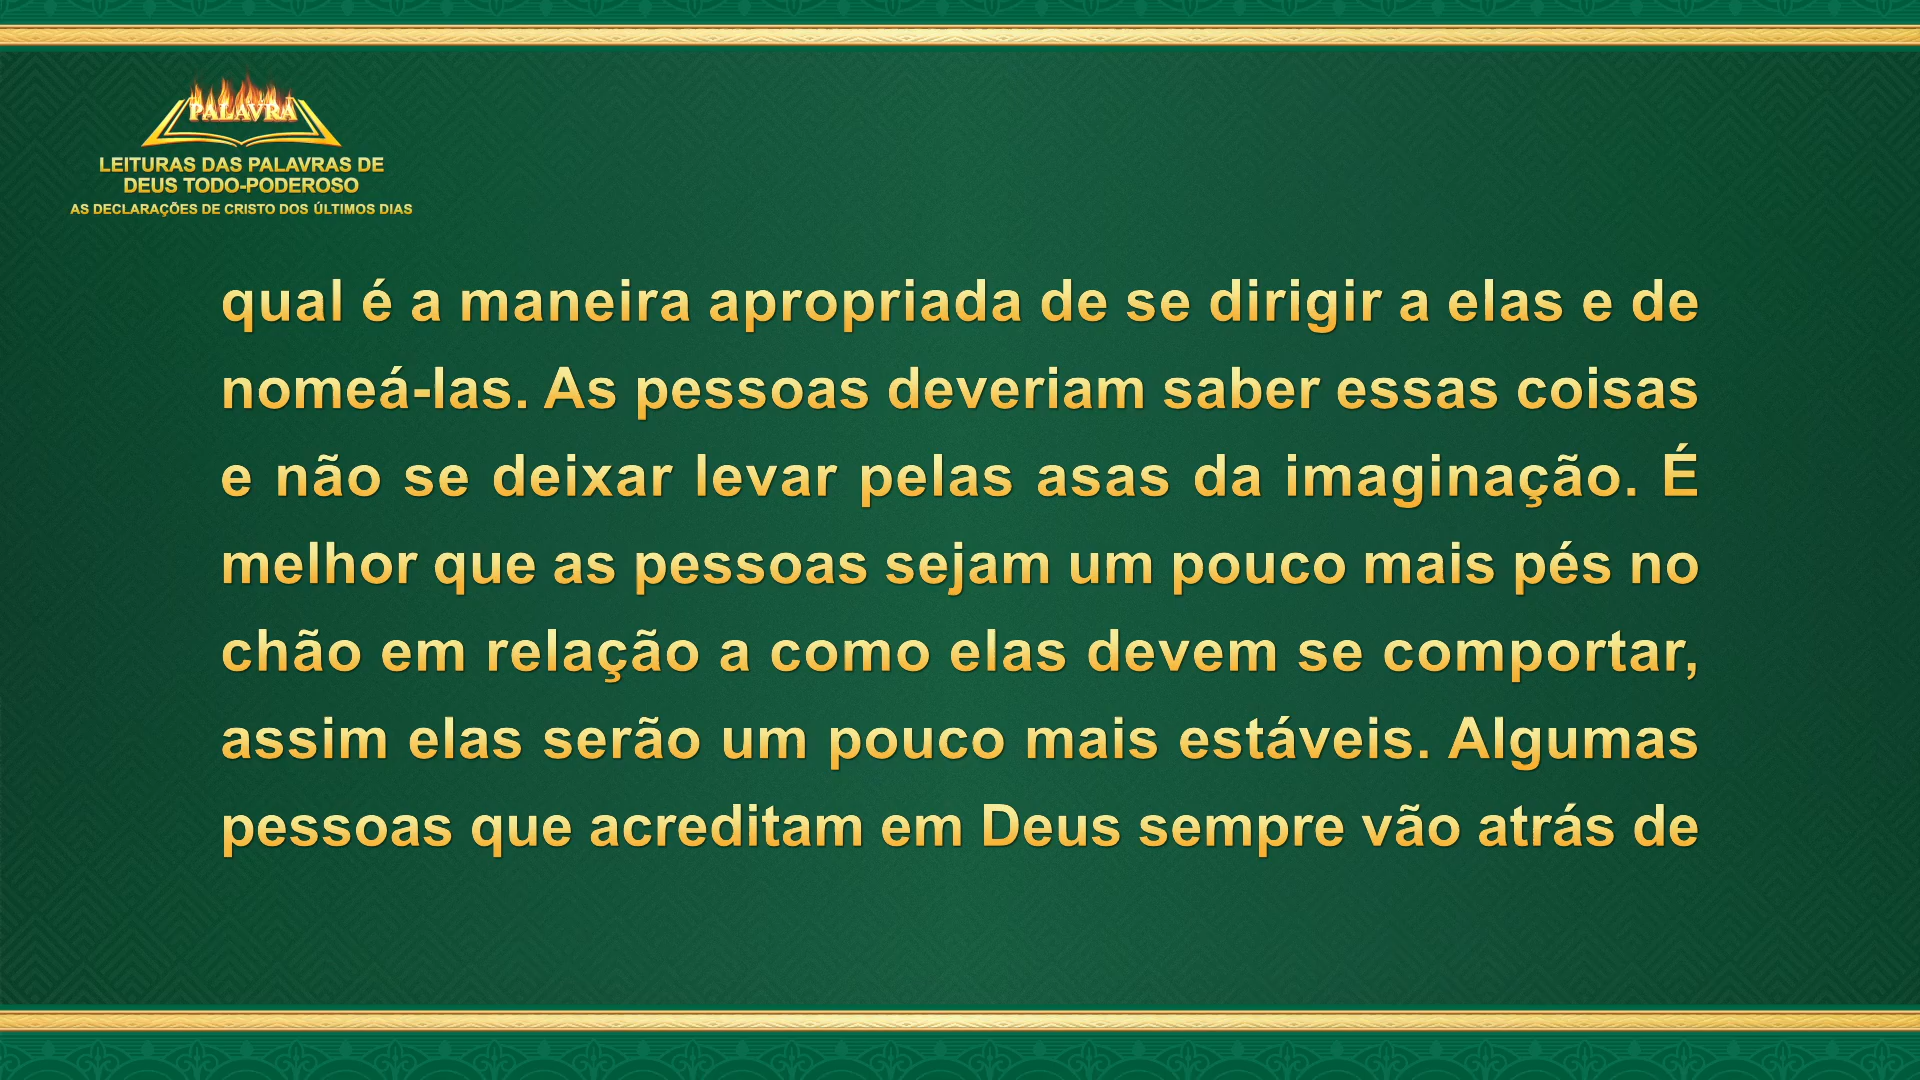 PALAVRA
LEITURAS DAS PALAVRAS DE
DEUS TODO-PODEROSO
AS DECLARAÇÕES DE CRISTO DOS ÚLTIMOS DIAS
qual é a maneira apropriada de se dirigir a elas e de
nomeá-las. As pessoas deveriam saber essas coisas
e não se deixar levar pelas asas da imaginação. É
melhor que as pessoas sejam um pouco mais pés no
chão em relação a como elas devem se comportar,
assim elas serão um pouco mais estáveis. Algumas
pessoas que acreditam em Deus sempre vão atrás de